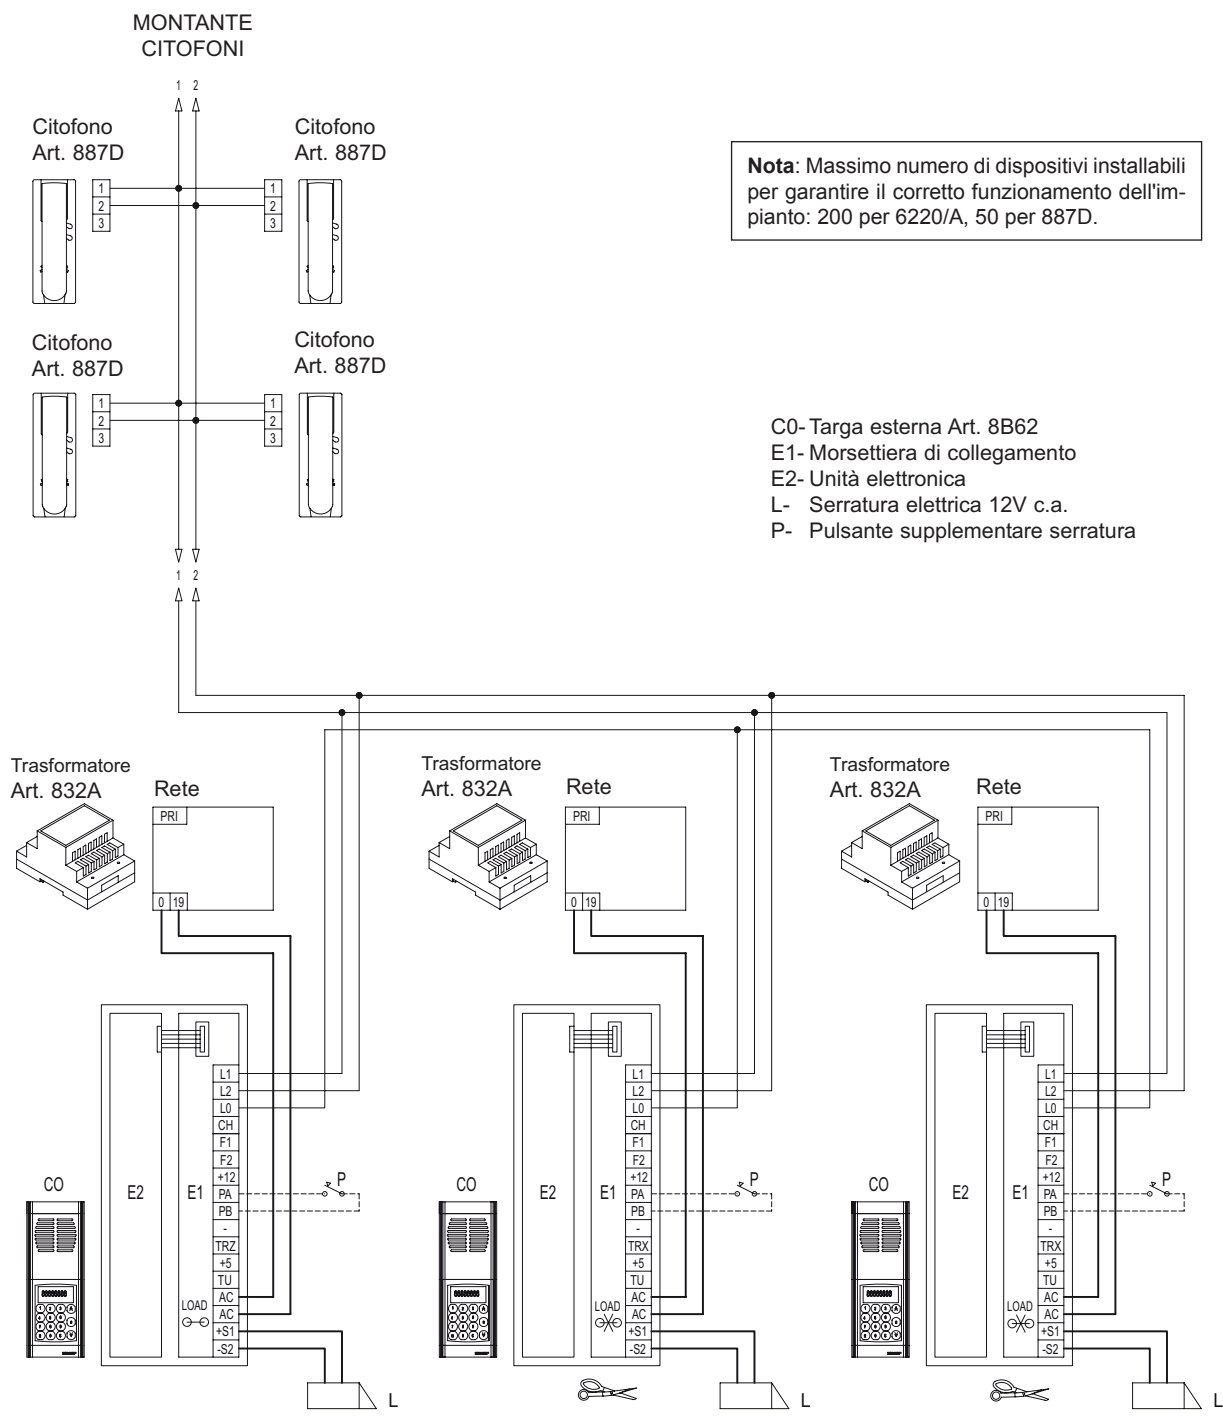 MONTANTE
CITOFONI
1 2
Citofono
Art. 887D
Citofono
Art. 887D
1
2
3
1
2
3
Nota: Massimo numero di dispositivi installabili
per garantire il corretto funzionamento dell'im-
pianto: 200 per 6220/A, 50 per 887D.
Citofono
Art. 887D
Citofono
Art. 887D
1
2
3
1
2
3
C0- Targa esterna Art. 8B62
E1- Morsettiera di collegamento
E2- Unità elettronica
L- Serratura elettrica 12V c.a.
P- Pulsante supplementare serratura
1 2
Trasformatore
Art. 832A
Rete
PRI
0 19
E2
E1
L1
L2
L0
CH
F1
F2
+12
PA
PB
-
TRZ
+5
TU
AC
AC
+S1
-S2
LOAD
P
CO
L
Trasformatore
Art. 832A
Rete
PRI
0 19
E2
E1
L1
L2
L0
CH
F1
F2
+12
PA
PB
-
TRX
+5
TU
AC
AC
+S1
-S2
LOAD
P
CO
L
Trasformatore
Art. 832A
Rete
PRI
0 19
E2
E1
L1
L2
L0
CH
F1
F2
+12
PA
PB
-
TRX
+5
TU
AC
AC
+S1
-S2
LOAD
P
CO
L